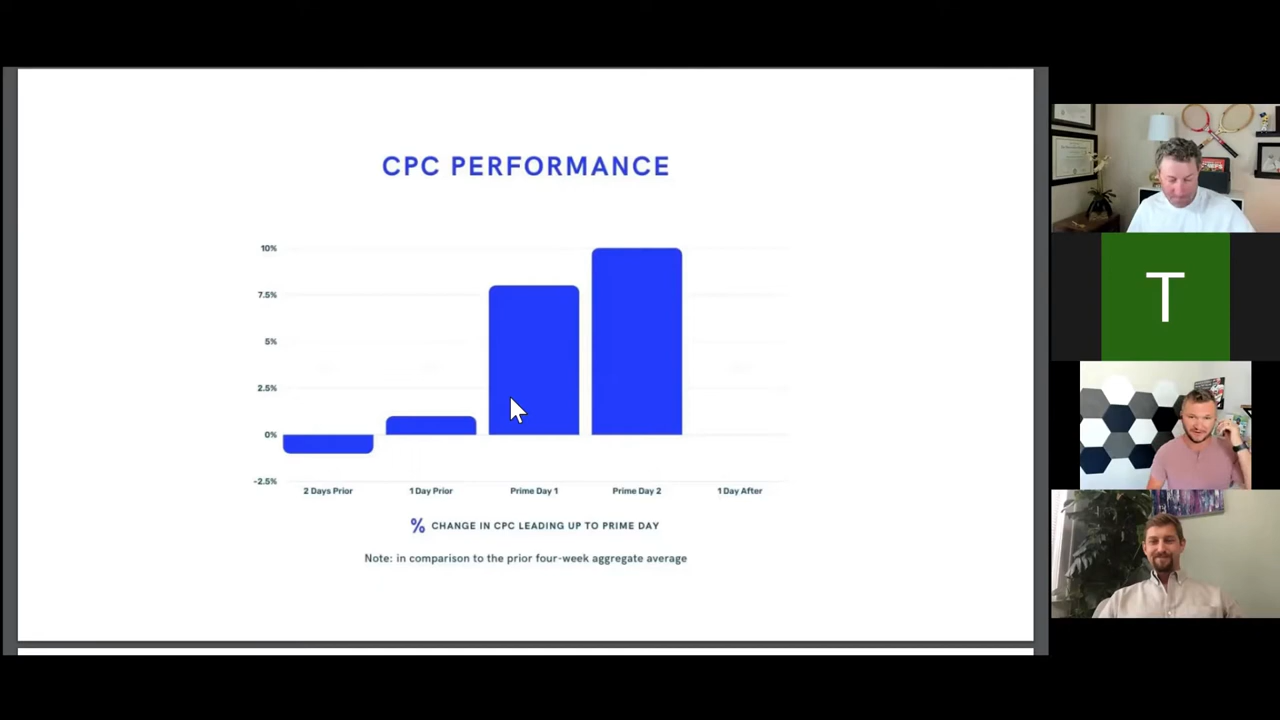 CPC PERFORMANCE
10%
7.5%
5%
2.5%
0%
-2.5%
2 Days Prior
1 Day Prior
Prime Day 1
Prime Day 2
1 Day After
% CHANGE IN CPC LEADING UP TO PRIME DAY
Note: in comparison to the prior four-week aggregate average
T